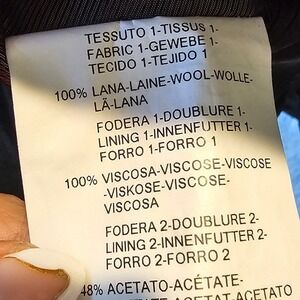 TESSUTO 1-TISSUS 1-
FABRIC 1-GEWEBE 1-
TECIDO 1-TEJIDO 1
100% LANA-LAINE-WOOL-WOLLE-
LÃ-LANA
FODERA 1-DOUBLURE 1-
LINING 1-INNENFUTTER 1-
FORRO 1-FORRO 1
100% VISCOSA-VISCOSE-VISCOSE
-VISKOSE-VISCOSE-
VISCOSA
FODERA 2-DOUBLURE 2-
LINING 2-INNENFUTTER 2-
FORRO 2-FORRO 2
48% ACETATO-ACÉTATE-
ACETATO